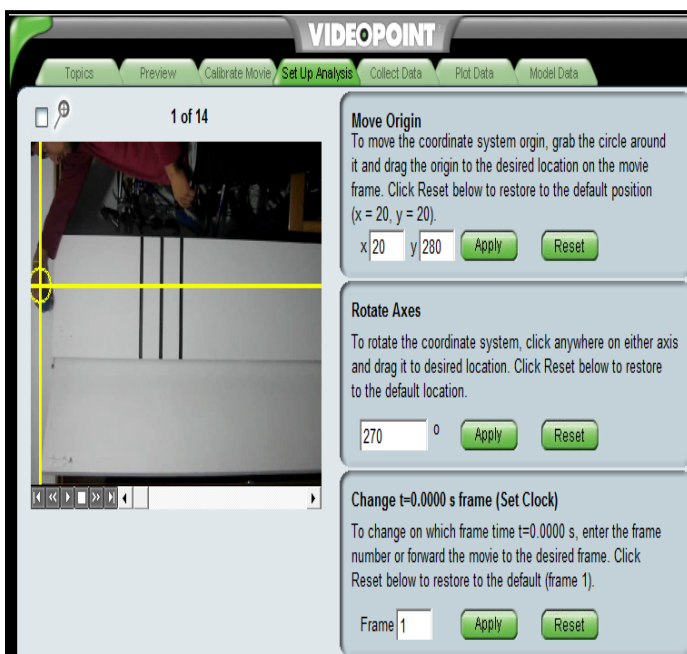 VIDEOPOINT
Topics Preview Calibrate Movie Set Up Analysis Collect Data Plot Data Model Data
1 of 14
Move Origin
To move the coordinate system orgin, grab the circle around
it and drag the origin to the desired location on the movie
frame. Click Reset below to restore to the default position
(x = 20, y = 20).
x 20 y 280 Apply Reset
Rotate Axes
To rotate the coordinate system, click anywhere on either axis
and drag it to desired location. Click Reset below to restore
to the default location.
270 o Apply Reset
Change t=0.0000 s frame (Set Clock)
To change on which frame time t=0.0000 s, enter the frame
number or forward the movie to the desired frame. Click
Reset below to restore to the default (frame 1).
Frame 1 Apply Reset